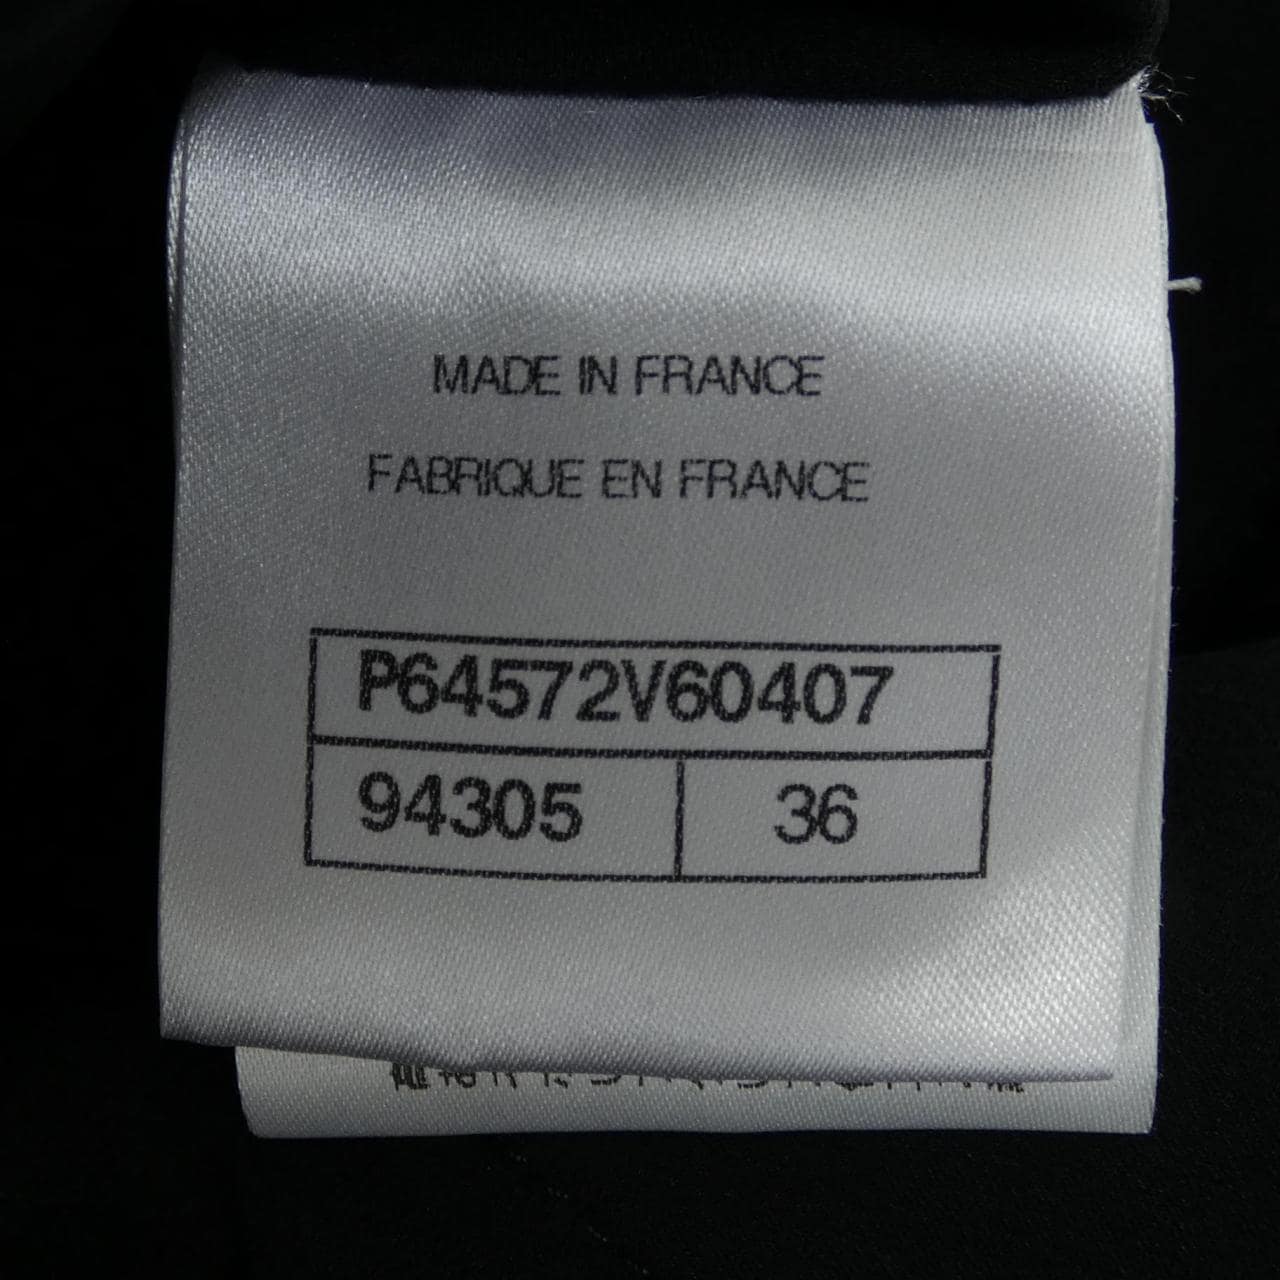 MADE IN FRANCE
FABRIQUE EN FRANCE
P64572V60407
94305 36